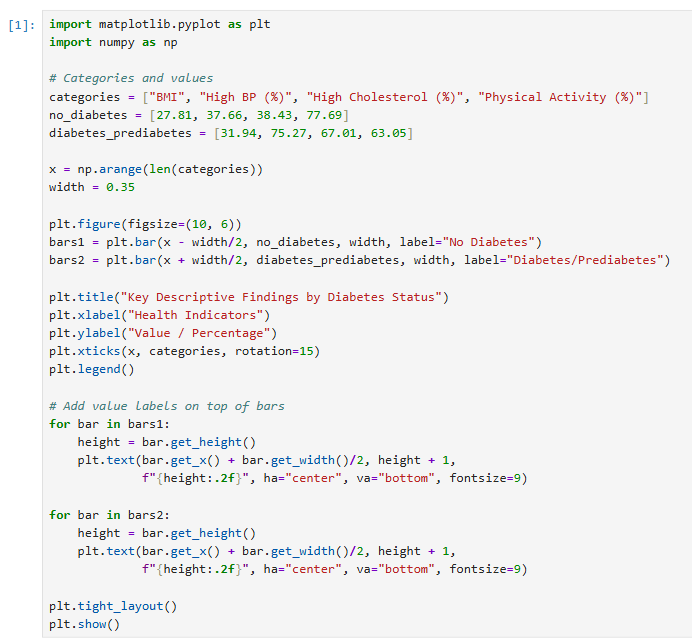 [1]: import matplotlib.pyplot as plt
import numpy as np

# Categories and values
categories = ["BMI", "High BP (%)", "High Cholesterol (%)", "Physical Activity (%)"]
no_diabetes = [27.81, 37.66, 38.43, 77.69]
diabetes_prediabetes = [31.94, 75.27, 67.01, 63.05]

x = np.arange(len(categories))
width = 0.35

plt.figure(figsize=(10, 6))
bars1 = plt.bar(x - width/2, no_diabetes, width, label="No Diabetes")
bars2 = plt.bar(x + width/2, diabetes_prediabetes, width, label="Diabetes/Prediabetes")

plt.title("Key Descriptive Findings by Diabetes Status")
plt.xlabel("Health Indicators")
plt.ylabel("Value / Percentage")
plt.xticks(x, categories, rotation=15)
plt.legend()

# Add value labels on top of bars
for bar in bars1:
    height = bar.get_height()
    plt.text(bar.get_x() + bar.get_width()/2, height + 1,
             f"{height:.2f}", ha="center", va="bottom", fontsize=9)

for bar in bars2:
    height = bar.get_height()
    plt.text(bar.get_x() + bar.get_width()/2, height + 1,
             f"{height:.2f}", ha="center", va="bottom", fontsize=9)

plt.tight_layout()
plt.show()